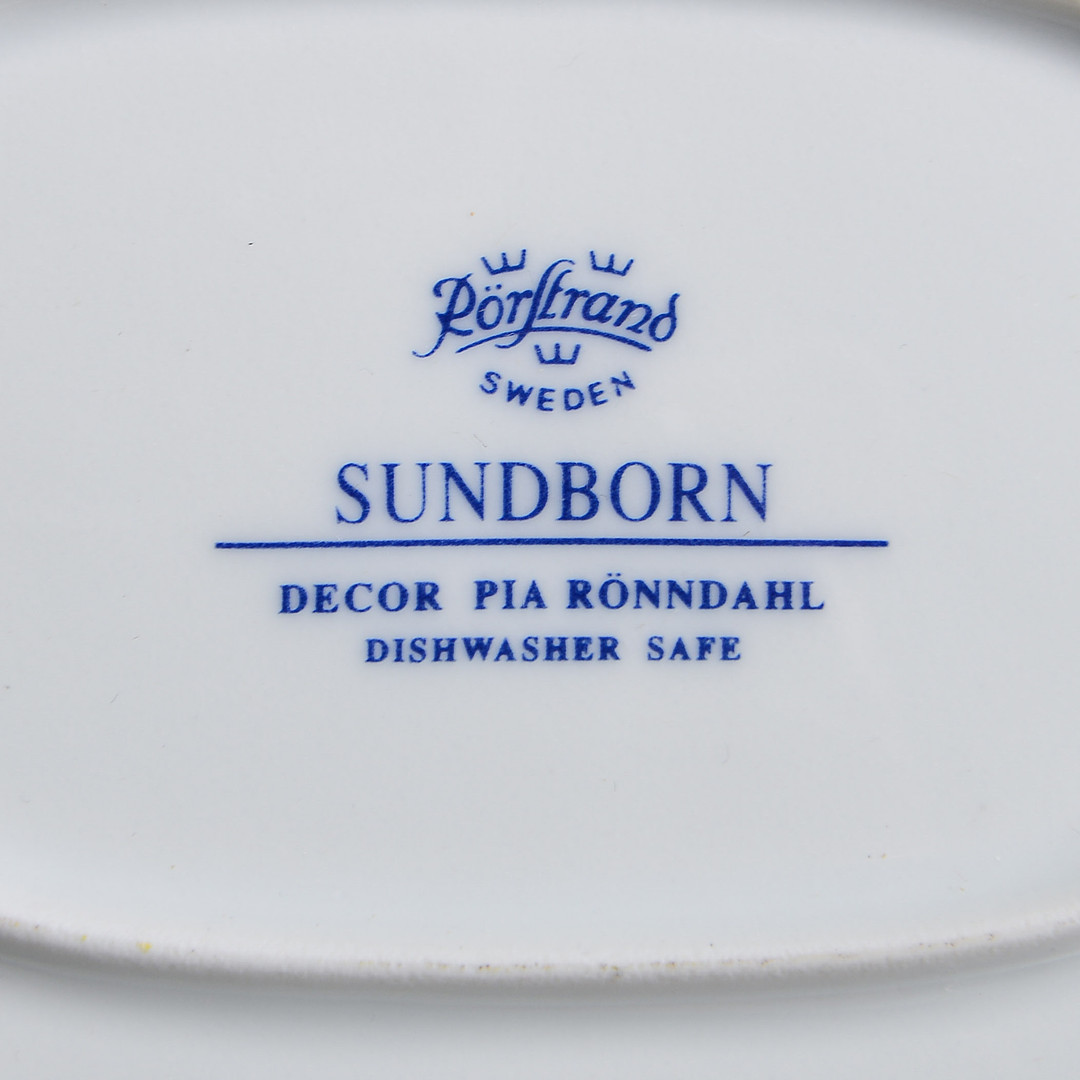 Rörstrand
SWEDEN
SUNDBORN
DECOR PIA RÖNNDAHL
DISHWASHER SAFE